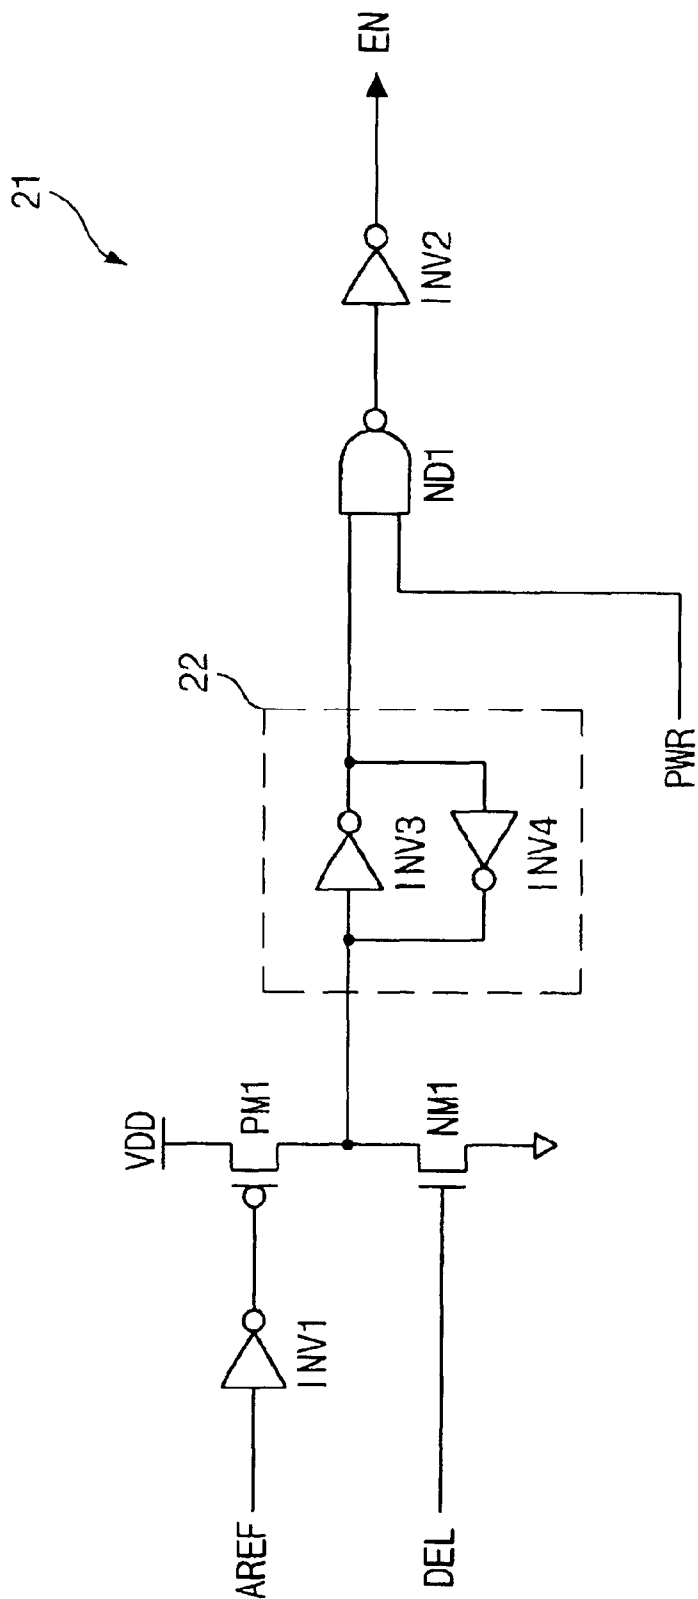 21
VDD
PM1
22
AREF
INV1
INV3
INV2
EN
NM1
INV4
ND1
DEL
PWR